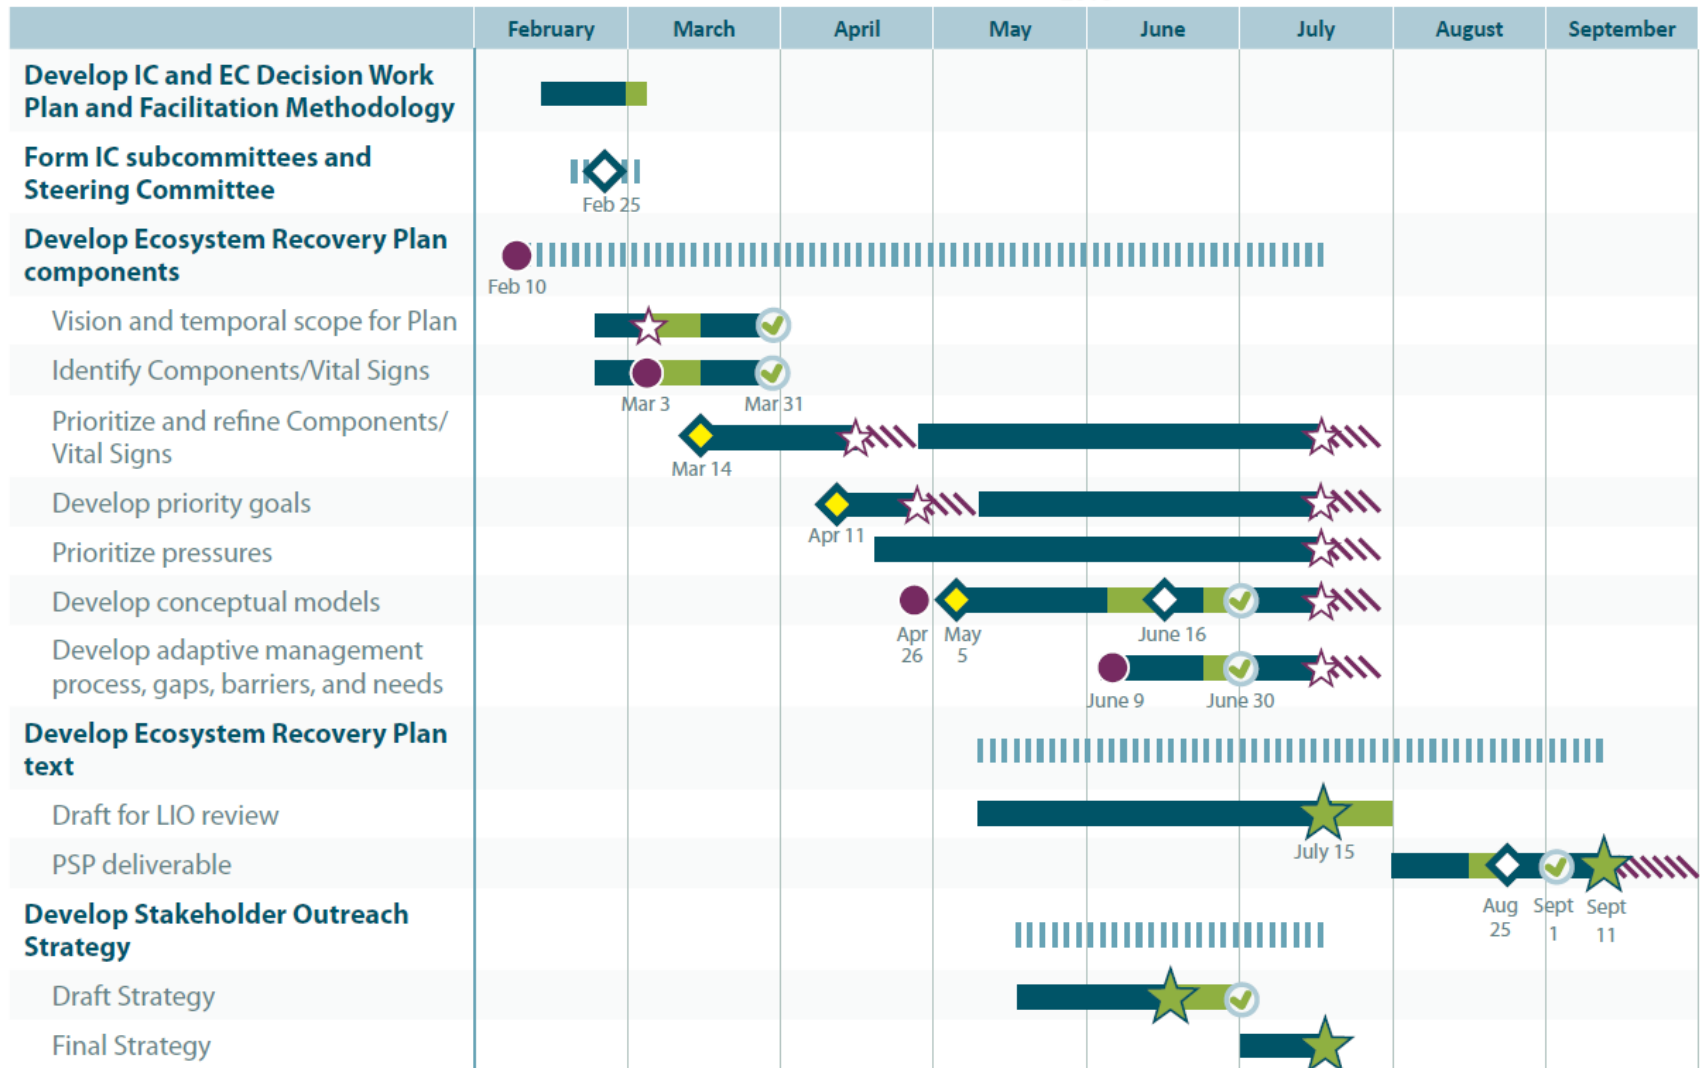 February March April May June July August September
Develop IC and EC Decision Work
Plan and Facilitation Methodology
Form IC subcommittees and
Steering Committee
Feb 25
Develop Ecosystem Recovery Plan
components
Feb 10
Vision and temporal scope for Plan
Identify Components/Vital Signs
Mar 3 Mar 31
Prioritize and refine Components/
Vital Signs
Mar 14
Develop priority goals
Apr 11
Prioritize pressures
Develop conceptual models
Apr May June 16
26 5
Develop adaptive management
process, gaps, barriers, and needs
June 9 June 30
Develop Ecosystem Recovery Plan
text
Draft for LIO review
July 15
PSP deliverable
Aug Sept Sept
25 1 11
Develop Stakeholder Outreach
Strategy
Draft Strategy
Final Strategy